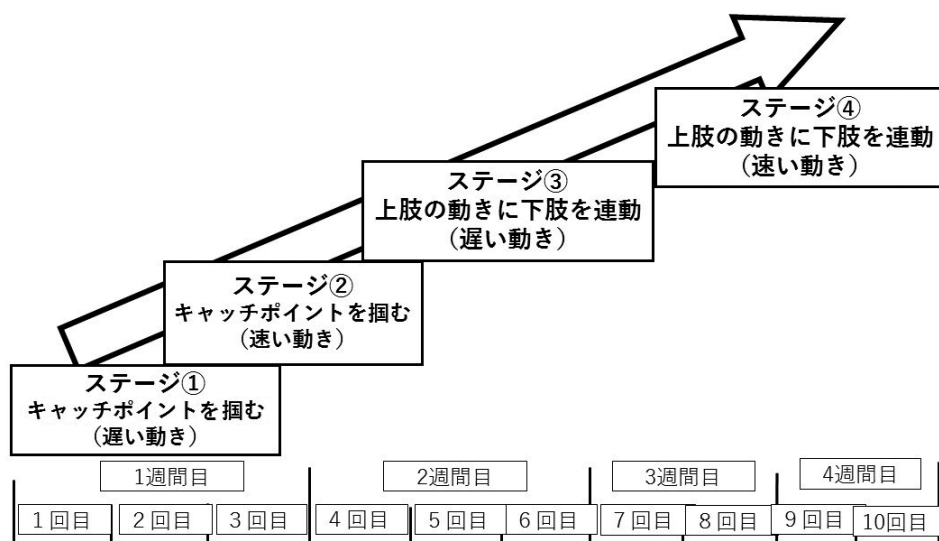 ステージ④
上肢の動きに下肢を連動
（速い動き）
ステージ③
上肢の動きに下肢を連動
（遅い動き）
ステージ②
キャッチポイントを掴む
（速い動き）
ステージ①
キャッチポイントを掴む
（遅い動き）
1週間目 2週間目 3週間目 4週間目
1回目 2回目 3回目 4回目 5回目 6回目 7回目 8回目 9回目 10回目